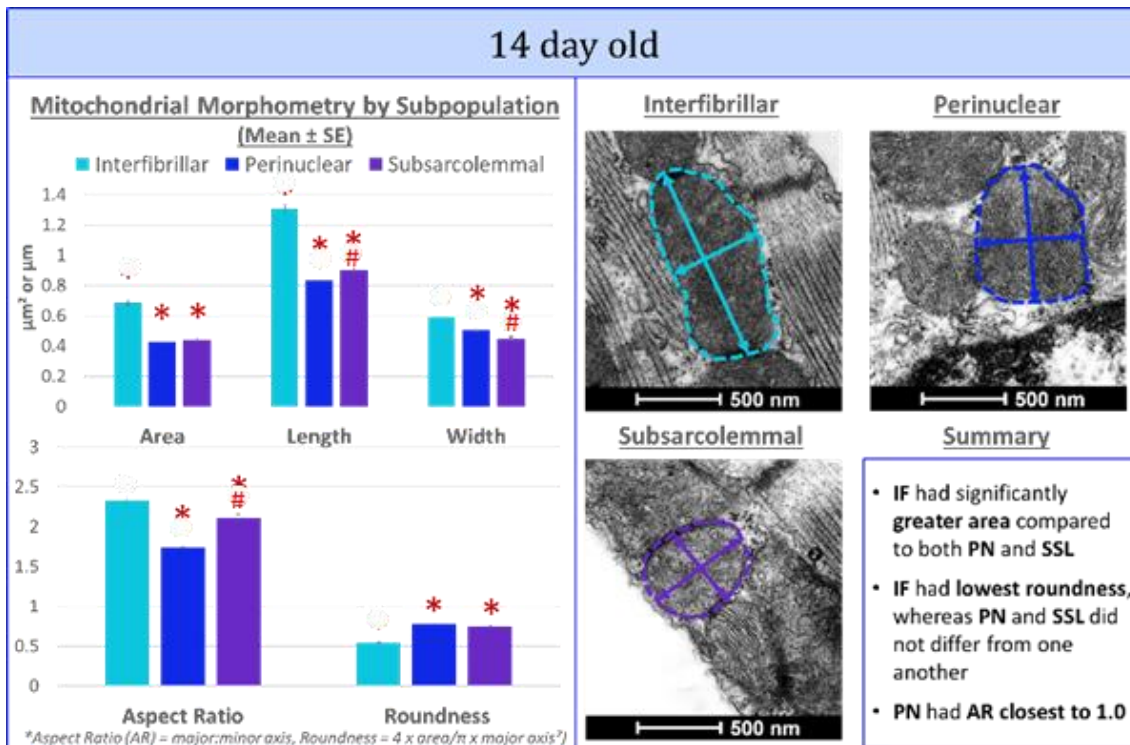 14 day old
Mitochondrial Morphometry by Subpopulation
(Mean ± SE)
Interfibrillar Perinuclear Subsarcolemmal
1.4
1.2
1
0.8
0.6
0.4
0.2
0
µm² or µm
* *
* * #
* * #
Area Length Width
3
2.5
2
1.5
1
0.5
0
* * #
* *
Aspect Ratio Roundness
*Aspect Ratio (AR) = major:minor axis, Roundness = 4 x area/π x major axis²)
Interfibrillar
500 nm
Perinuclear
500 nm
Subsarcolemmal
500 nm
Summary
• IF had significantly
greater area compared
to both PN and SSL
• IF had lowest roundness,
whereas PN and SSL did
not differ from one
another
• PN had AR closest to 1.0